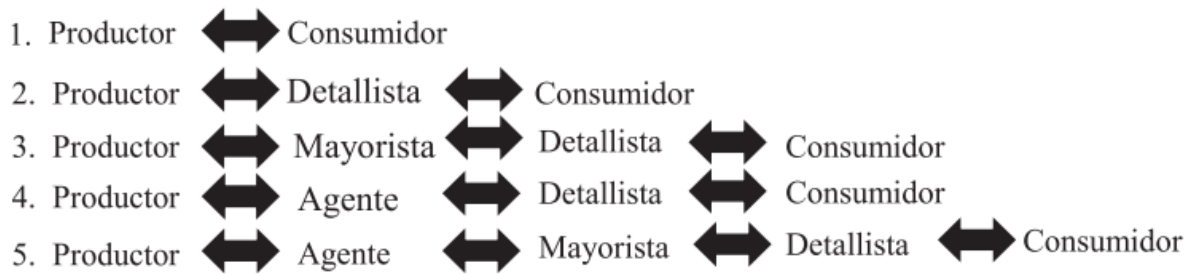 1. Productor Consumidor
2. Productor Detallista Consumidor
3. Productor Mayorista Detallista Consumidor
4. Productor Agente Detallista Consumidor
5. Productor Agente Mayorista Detallista Consumidor